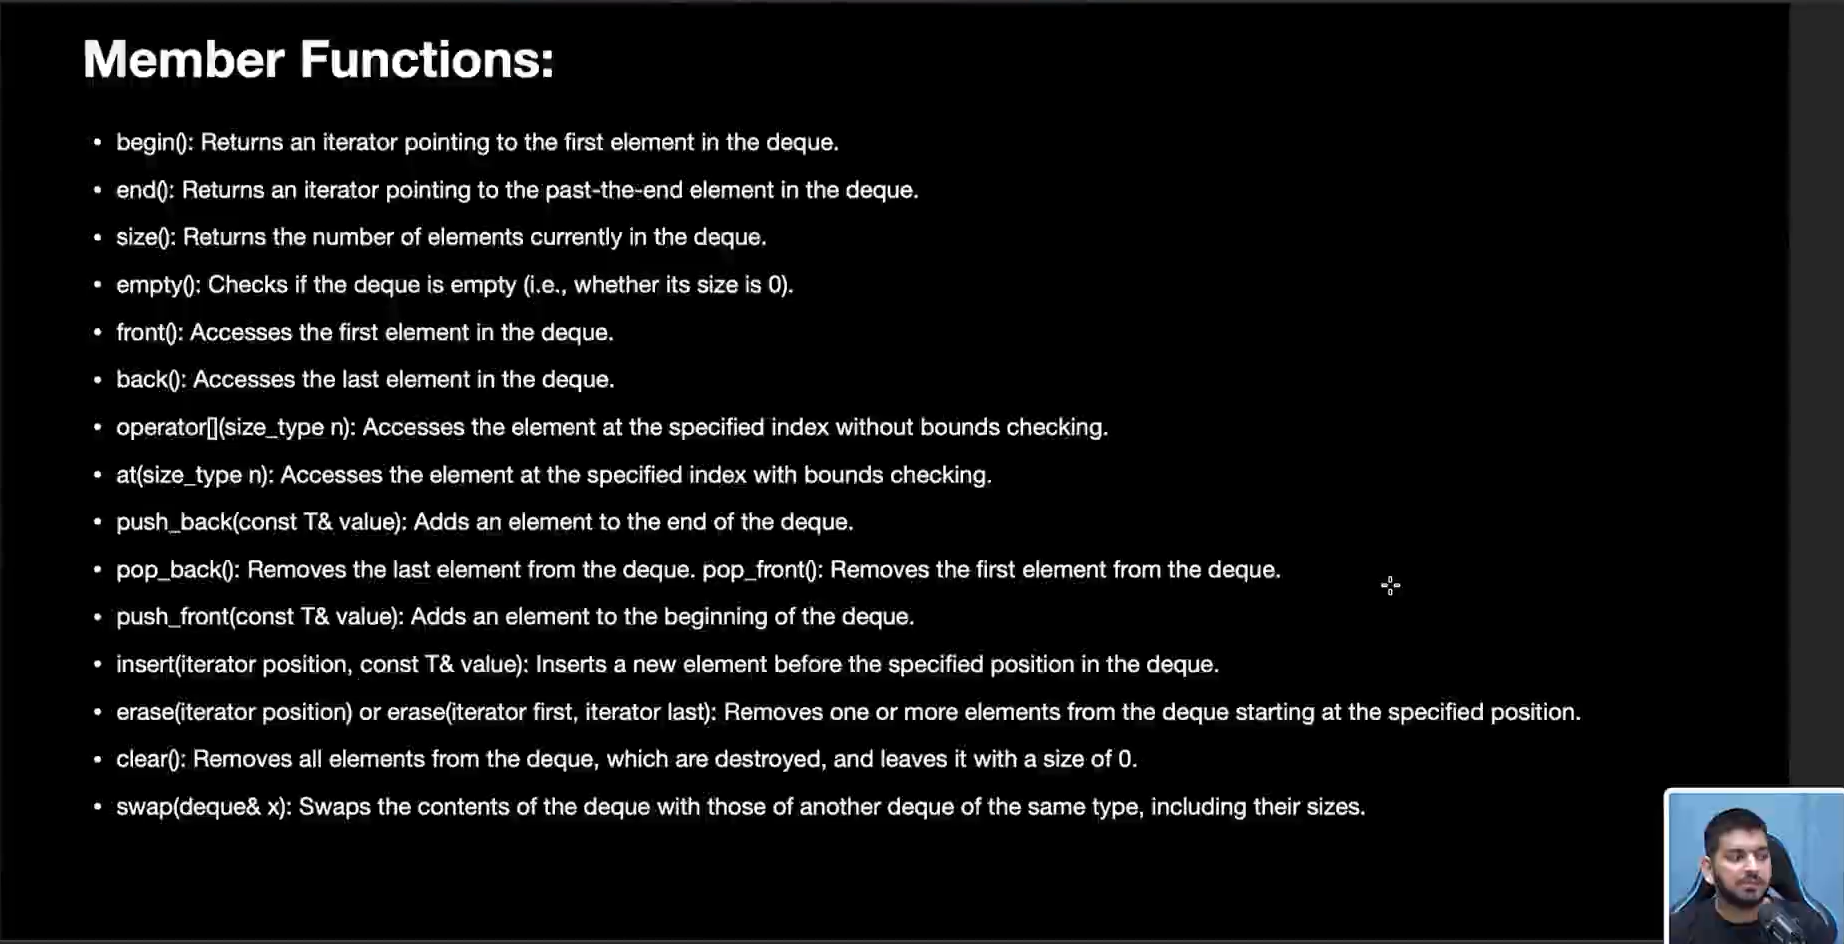 Member Functions:
• begin(): Returns an iterator pointing to the first element in the deque.
• end(): Returns an iterator pointing to the past-the-end element in the deque.
• size(): Returns the number of elements currently in the deque.
• empty(): Checks if the deque is empty (i.e., whether its size is 0).
• front(): Accesses the first element in the deque.
• back(): Accesses the last element in the deque.
• operator[](size_type n): Accesses the element at the specified index without bounds checking.
• at(size_type n): Accesses the element at the specified index with bounds checking.
• push_back(const T& value): Adds an element to the end of the deque.
• pop_back(): Removes the last element from the deque. pop_front(): Removes the first element from the deque.
• push_front(const T& value): Adds an element to the beginning of the deque.
• insert(iterator position, const T& value): Inserts a new element before the specified position in the deque.
• erase(iterator position) or erase(iterator first, iterator last): Removes one or more elements from the deque starting at the specified position.
• clear(): Removes all elements from the deque, which are destroyed, and leaves it with a size of 0.
• swap(deque& x): Swaps the contents of the deque with those of another deque of the same type, including their sizes.